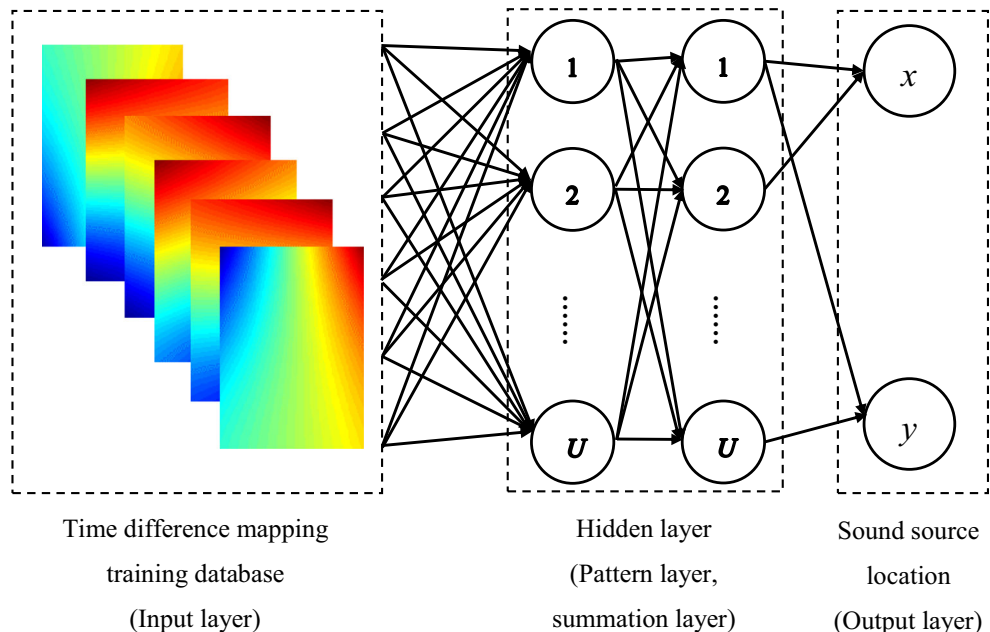 1
1
x
2
2
......
......
U
U
y
Time difference mapping
training database
(Input layer)
Hidden layer
(Pattern layer,
summation layer)
Sound source
location
(Output layer)